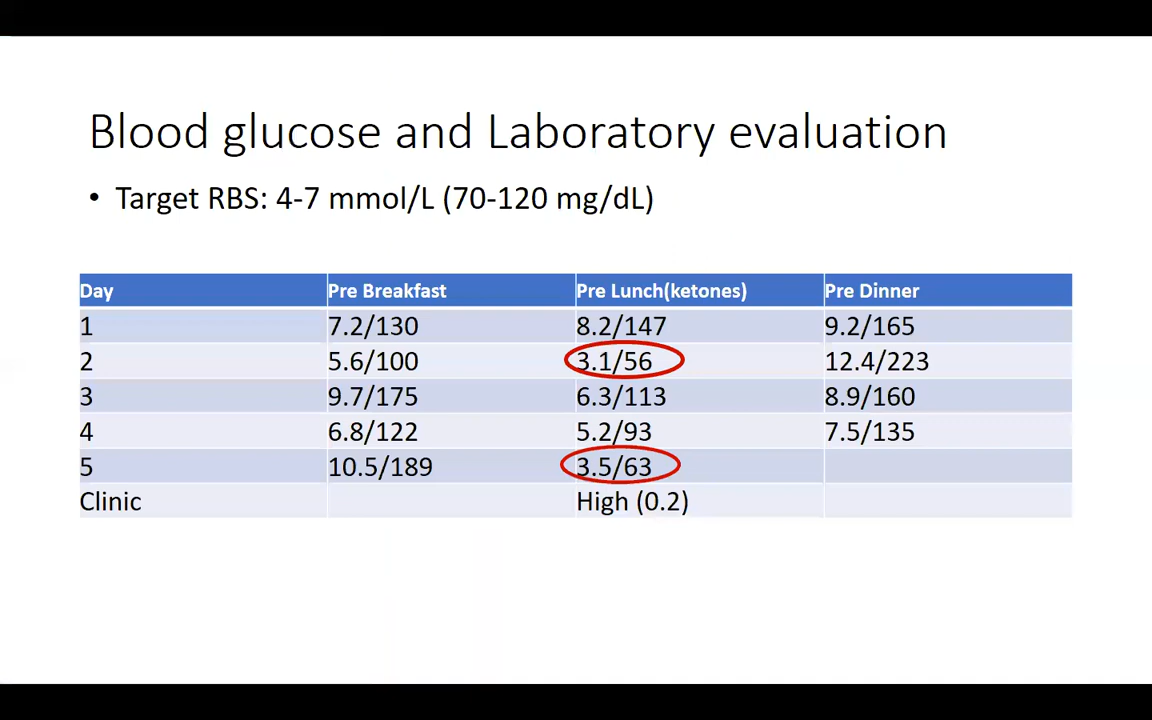 Blood glucose and Laboratory evaluation
• Target RBS: 4-7 mmol/L (70-120 mg/dL)
Day Pre Breakfast Pre Lunch(ketones) Pre Dinner
1 7.2/130 8.2/147 9.2/165
2 5.6/100 3.1/56 12.4/223
3 9.7/175 6.3/113 8.9/160
4 6.8/122 5.2/93 7.5/135
5 10.5/189 3.5/63
Clinic High (0.2)